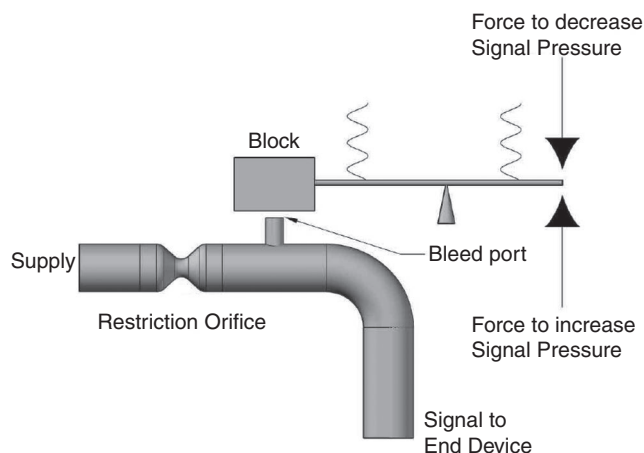 Force to decrease
Signal Pressure
Block
Bleed port
Supply
Restriction Orifice
Force to increase
Signal Pressure
Signal to
End Device